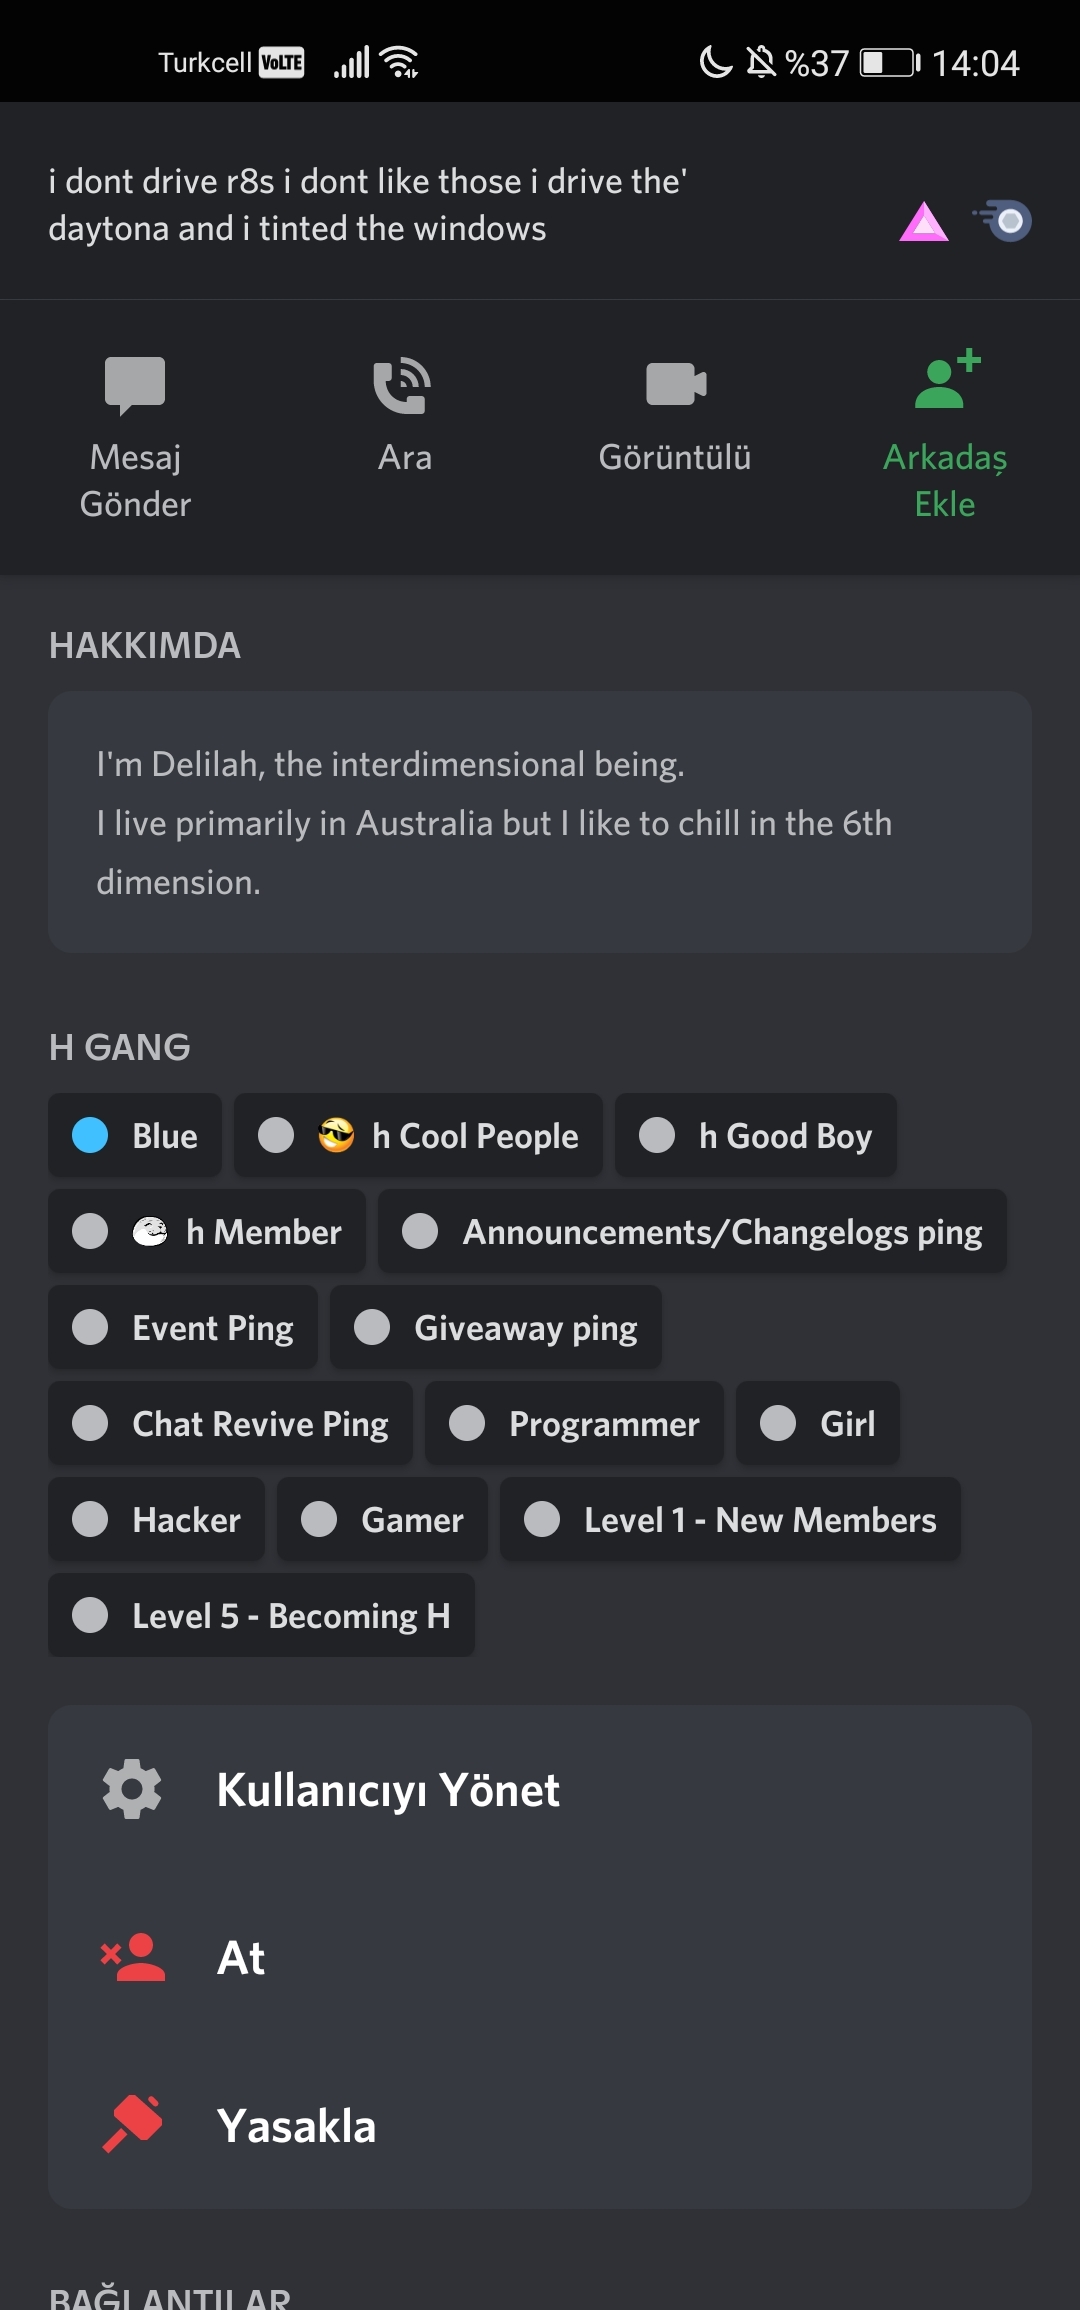 Turkcell VoLTE %37 14:04
i dont drive r8s i dont like those i drive the'
daytona and i tinted the windows
Mesaj Gönder
Ara
Görüntülü
Arkadaş Ekle
HAKKIMDA
I'm Delilah, the interdimensional being.
I live primarily in Australia but I like to chill in the 6th
dimension.
H GANG
Blue h Cool People h Good Boy
h Member Announcements/Changelogs ping
Event Ping Giveaway ping
Chat Revive Ping Programmer Girl
Hacker Gamer Level 1 - New Members
Level 5 - Becoming H
Kullanıcıyı Yönet
At
Yasakla
BAĞLANTILAR